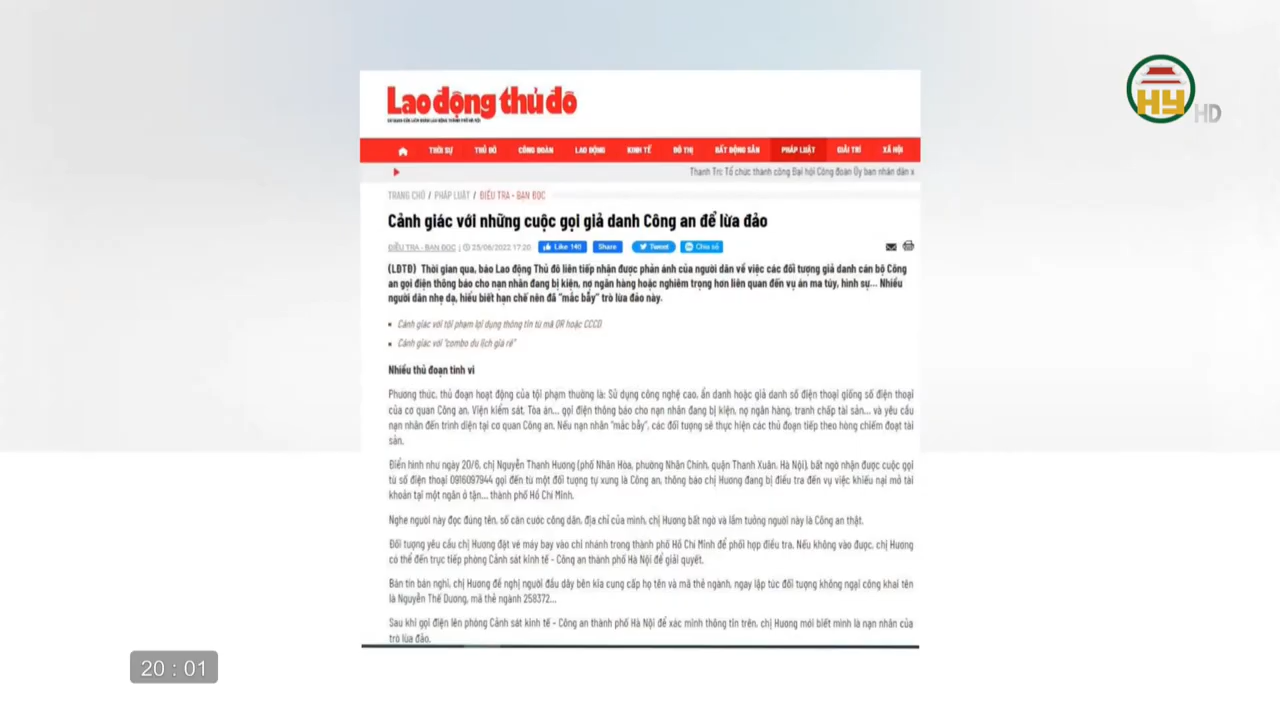 Lao động thủ đô
CƠ QUAN CỦA LIÊN ĐOÀN LAO ĐỘNG THÀNH PHỐ HÀ NỘI
HY HD
THỜI SỰ THỦ ĐÔ CÔNG ĐOÀN LAO ĐỘNG KINH TẾ ĐÔ THỊ BẤT ĐỘNG SẢN PHÁP LUẬT GIẢI TRÍ XÃ HỘI
Thanh Trì: Tổ chức thành công Đại hội Công đoàn Ủy ban nhân dân x
TRANG CHỦ / PHÁP LUẬT / ĐIỀU TRA - BẠN ĐỌC
Cảnh giác với những cuộc gọi giả danh Công an để lừa đảo
ĐIỀU TRA - BẠN ĐỌC | 23/06/2022 17:20 Like 140 Share Tweet Chia sẻ
(LĐTĐ) Thời gian qua, báo Lao động Thủ đô liên tiếp nhận được phản ánh của người dân về việc các đối tượng giả danh cán bộ Công
an gọi điện thông báo cho nạn nhân đang bị kiện, nợ ngân hàng hoặc nghiêm trọng hơn liên quan đến vụ án ma túy, hình sự... Nhiều
người dân nhẹ dạ, hiểu biết hạn chế nên đã "mắc bẫy" trò lừa đảo này.
Cảnh giác với tội phạm lợi dụng thông tin từ mã QR hoặc CCCD
Cảnh giác với "combo du lịch giá rẻ"
Nhiều thủ đoạn tinh vi
Phương thức, thủ đoạn hoạt động của tội phạm thường là: Sử dụng công nghệ cao, ẩn danh hoặc giả danh số điện thoại giống số điện thoại
của cơ quan Công an, Viện kiểm sát, Tòa án... gọi điện thông báo cho nạn nhân đang bị kiện, nợ ngân hàng, tranh chấp tài sản... và yêu cầu
nạn nhân đến trình diện tại cơ quan Công an. Nếu nạn nhân "mắc bẫy", các đối tượng sẽ thực hiện các thủ đoạn tiếp theo hòng chiếm đoạt tài
sản.
Điển hình như ngày 20/6, chị Nguyễn Thanh Hương (phố Nhân Hòa, phường Nhân Chính, quận Thanh Xuân, Hà Nội), bất ngờ nhận được cuộc gọi
từ số điện thoại 0916097944 gọi đến từ một đối tượng tự xưng là Công an, thông báo chị Hương đang bị điều tra đến vụ việc khiếu nại mở tài
khoản tại một ngân ở tận... thành phố Hồ Chí Minh.
Nghe người này đọc đúng tên, số căn cước công dân, địa chỉ của mình, chị Hương bất ngờ và lầm tưởng người này là Công an thật.
Đối tượng yêu cầu chị Hương đặt vé máy bay vào chi nhánh trong thành phố Hồ Chí Minh để phối hợp điều tra. Nếu không vào được, chị Hương
có thể đến trực tiếp phòng Cảnh sát kinh tế - Công an thành phố Hà Nội để giải quyết.
Bán tín bán nghi, chị Hương đề nghị người đầu dây bên kia cung cấp họ tên và mã thẻ ngành, ngay lập tức đối tượng không ngại công khai tên
là Nguyễn Thế Dương, mã thẻ ngành 258372...
Sau khi gọi điện lên phòng Cảnh sát kinh tế - Công an thành phố Hà Nội để xác minh thông tin trên, chị Hương mới biết mình là nạn nhân của
trò lừa đảo.
20 : 01